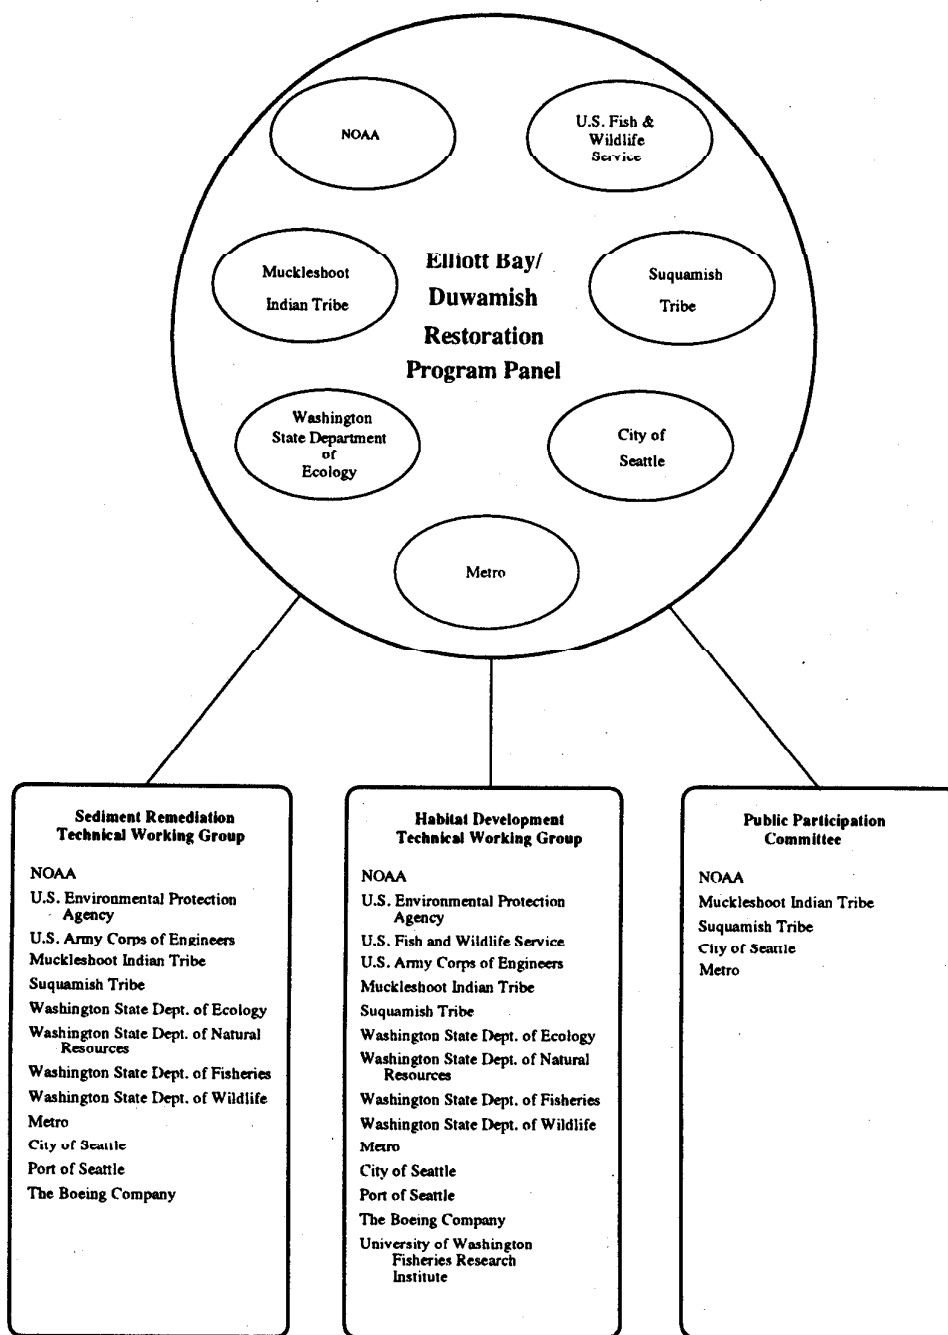 NOAA
U.S. Fish &
Wildlife
Service
Muckleshoot
Indian Tribe
Elliott Bay/
Duwamish
Restoration
Program Panel
Suquamish
Tribe
Washington
State Department
of
Ecology
City of
Seattle
Metro
Sediment Remediation
Technical Working Group
NOAA
U.S. Environmental Protection
Agency
U.S. Army Corps of Engineers
Muckleshoot Indian Tribe
Suquamish Tribe
Washington State Dept. of Ecology
Washington State Dept. of Natural
Resources
Washington State Dept. of Fisheries
Washington State Dept. of Wildlife
Metro
City of Seattle
Port of Seattle
The Boeing Company
Habitat Development
Technical Working Group
NOAA
U.S. Environmental Protection
Agency
U.S. Fish and Wildlife Service
U.S. Army Corps of Engineers
Muckleshoot Indian Tribe
Suquamish Tribe
Washington State Dept. of Ecology
Washington State Dept. of Natural
Resources
Washington State Dept. of Fisheries
Washington State Dept. of Wildlife
Metro
City of Seattle
Port of Seattle
The Boeing Company
University of Washington
Fisheries Research
Institute
Public Participation
Committee
NOAA
Muckleshoot Indian Tribe
Suquamish Tribe
City of Seattle
Metro